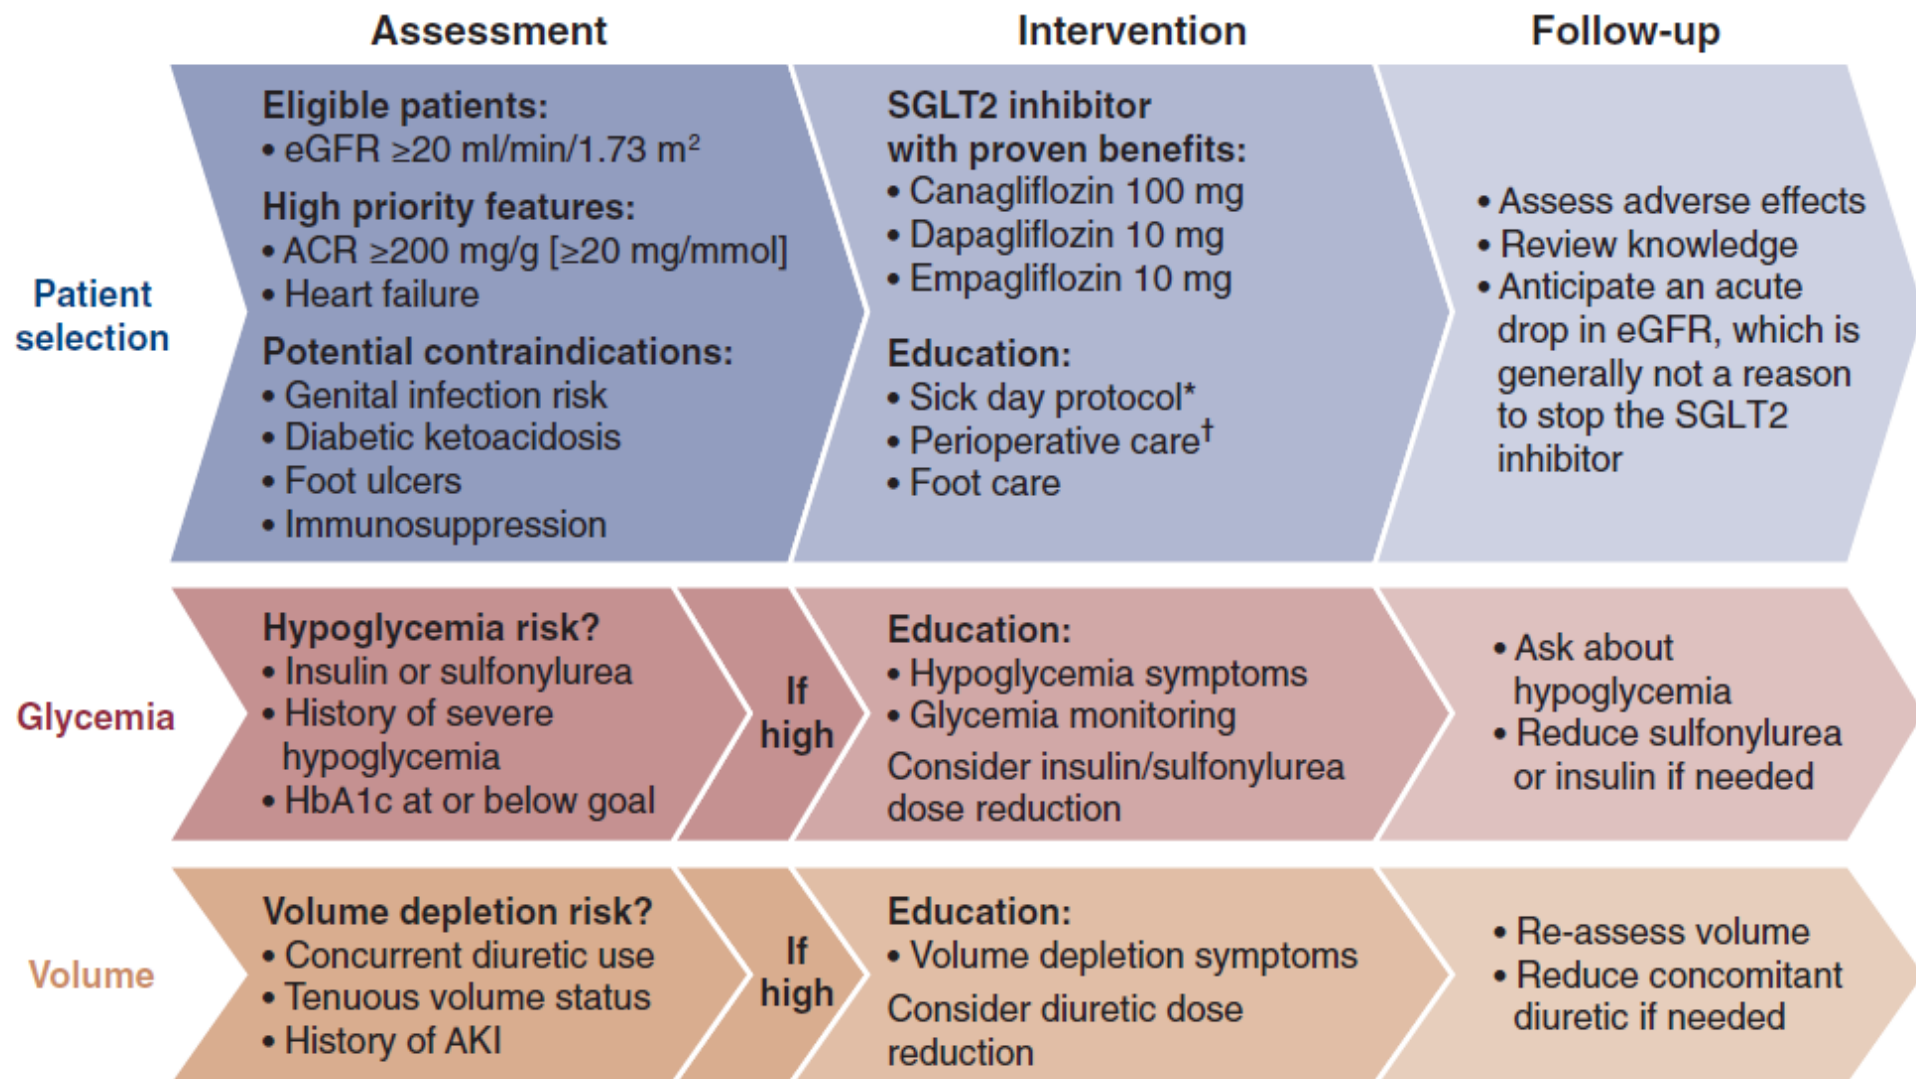 Assessment
Intervention
Follow-up
Patient
selection
Eligible patients:
• eGFR ≥20 ml/min/1.73 m²
High priority features:
• ACR ≥200 mg/g [≥20 mg/mmol]
• Heart failure
Potential contraindications:
• Genital infection risk
• Diabetic ketoacidosis
• Foot ulcers
• Immunosuppression
SGLT2 inhibitor
with proven benefits:
• Canagliflozin 100 mg
• Dapagliflozin 10 mg
• Empagliflozin 10 mg
Education:
• Sick day protocol*
• Perioperative care†
• Foot care
• Assess adverse effects
• Review knowledge
• Anticipate an acute
drop in eGFR, which is
generally not a reason
to stop the SGLT2
inhibitor
Glycemia
Hypoglycemia risk?
• Insulin or sulfonylurea
• History of severe
hypoglycemia
• HbA1c at or below goal
If
high
Education:
• Hypoglycemia symptoms
• Glycemia monitoring
Consider insulin/sulfonylurea
dose reduction
• Ask about
hypoglycemia
• Reduce sulfonylurea
or insulin if needed
Volume
Volume depletion risk?
• Concurrent diuretic use
• Tenuous volume status
• History of AKI
If
high
Education:
• Volume depletion symptoms
Consider diuretic dose
reduction
• Re-assess volume
• Reduce concomitant
diuretic if needed